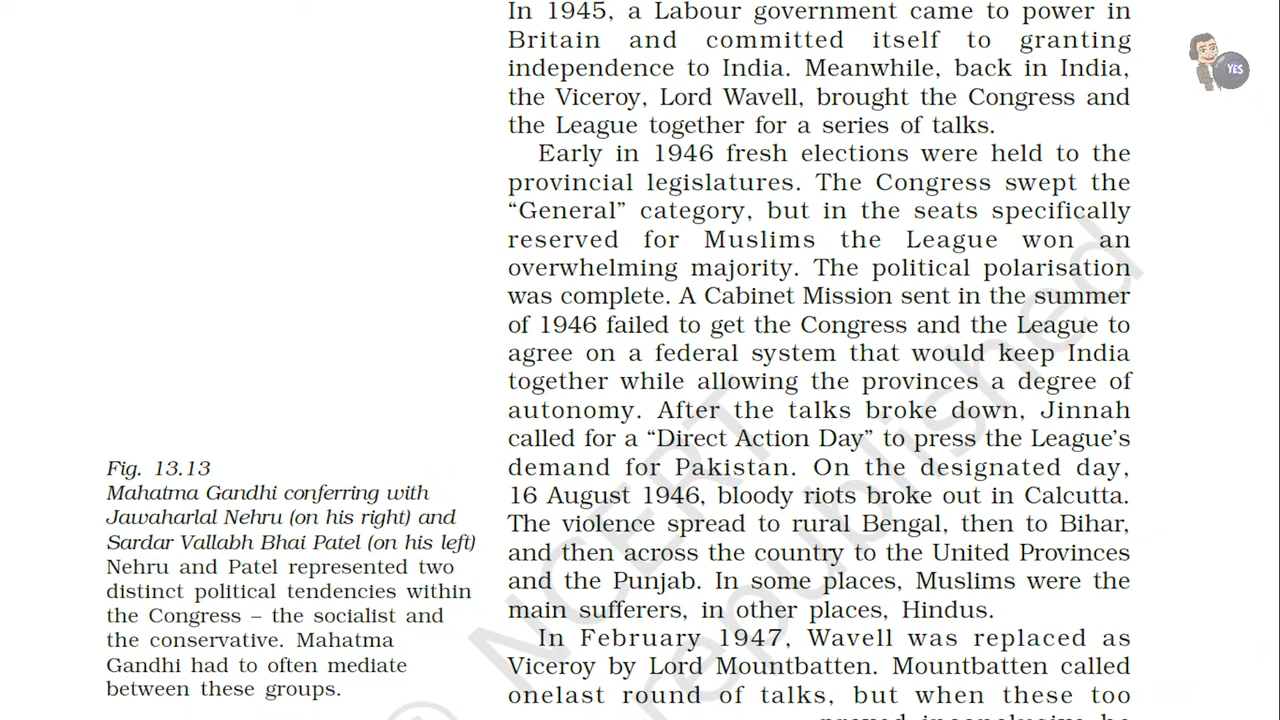 In 1945, a Labour government came to power in
Britain and committed itself to granting
independence to India. Meanwhile, back in India,
the Viceroy, Lord Wavell, brought the Congress and
the League together for a series of talks.
Early in 1946 fresh elections were held to the
provincial legislatures. The Congress swept the
“General” category, but in the seats specifically
reserved for Muslims the League won an
overwhelming majority. The political polarisation
was complete. A Cabinet Mission sent in the summer
of 1946 failed to get the Congress and the League to
agree on a federal system that would keep India
together while allowing the provinces a degree of
autonomy. After the talks broke down, Jinnah
called for a “Direct Action Day” to press the League’s
demand for Pakistan. On the designated day,
16 August 1946, bloody riots broke out in Calcutta.
The violence spread to rural Bengal, then to Bihar,
and then across the country to the United Provinces
and the Punjab. In some places, Muslims were the
main sufferers, in other places, Hindus.
In February 1947, Wavell was replaced as
Viceroy by Lord Mountbatten. Mountbatten called
onelast round of talks, but when these too
proved inconclusive he
Fig. 13.13
Mahatma Gandhi conferring with
Jawaharlal Nehru (on his right) and
Sardar Vallabh Bhai Patel (on his left)
Nehru and Patel represented two
distinct political tendencies within
the Congress – the socialist and
the conservative. Mahatma
Gandhi had to often mediate
between these groups.
YES
© NCERT
republished